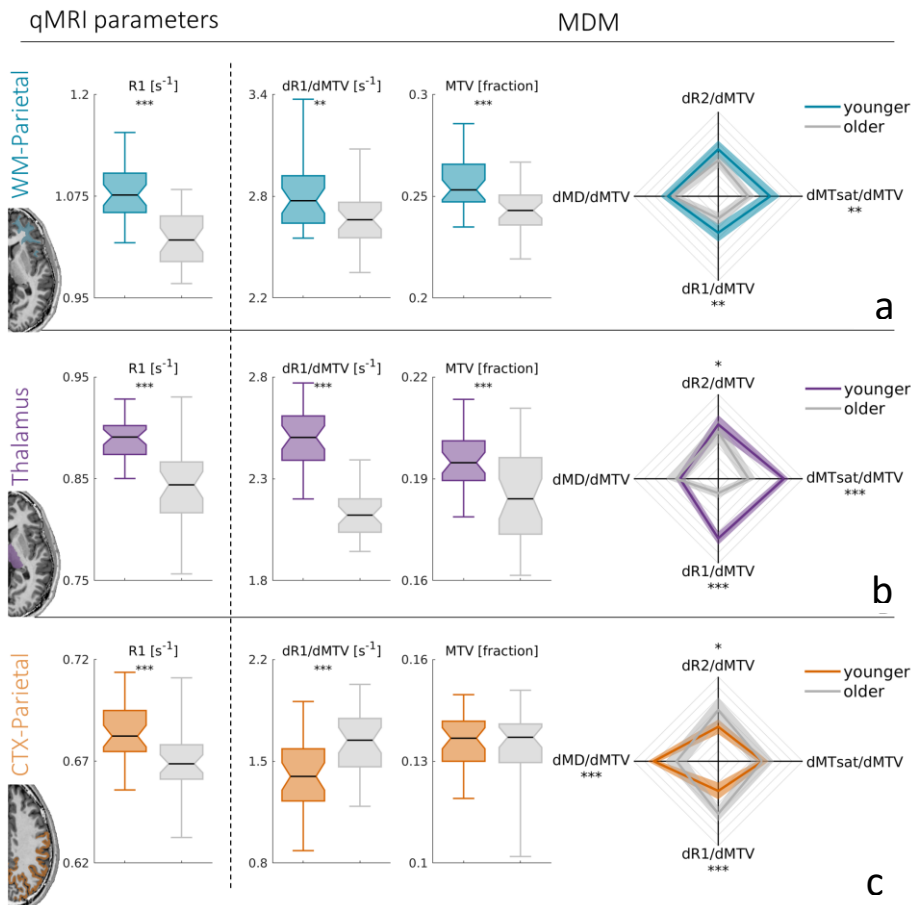 qMRI parameters
MDM
WM-Parietal
R1 [s⁻¹]
***
1.2
1.075
0.95
dR1/dMTV [s⁻¹]
**
3.4
2.8
2.2
MTV [fraction]
***
0.3
0.25
0.2
dR2/dMTV
dMD/dMTV
dMTsat/dMTV
**
dR1/dMTV
**
younger
older
a
Thalamus
R1 [s⁻¹]
***
0.95
0.85
0.75
dR1/dMTV [s⁻¹]
***
2.8
2.3
1.8
MTV [fraction]
***
0.22
0.19
0.16
*
dR2/dMTV
dMD/dMTV
dMTsat/dMTV
***
dR1/dMTV
***
younger
older
b
CTX-Parietal
R1 [s⁻¹]
***
0.72
0.67
0.62
dR1/dMTV [s⁻¹]
***
2.2
1.5
0.8
MTV [fraction]
0.16
0.13
0.1
*
dR2/dMTV
dMD/dMTV
***
dMTsat/dMTV
dR1/dMTV
***
younger
older
c